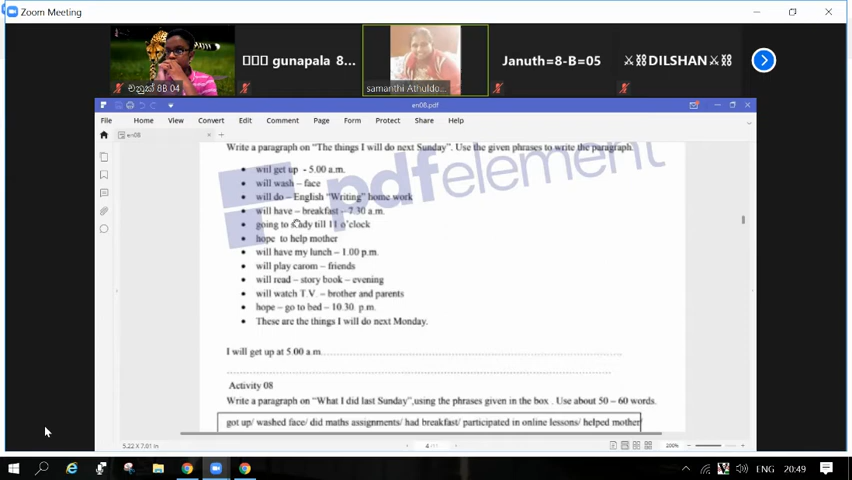 Zoom Meeting
gunapala 8...
Januth=8-B=05
DILSHAN
චනුක් 8B 04
samanthi Athuldo...
en08.pdf
File Home View Convert Edit Comment Page Form Protect Share Help
en08
Write a paragraph on "The things I will do next Sunday". Use the given phrases to write the paragraph.
pdfelement
will get up - 5.00 a.m.
will wash – face
will do – English "Writing" home work
will have – breakfast – 7.30 a.m.
going to study till 11 o'clock
hope to help mother
will have my lunch – 1.00 p.m.
will play carom – friends
will read – story book – evening
will watch T.V. – brother and parents
hope – go to bed – 10.30 p.m.
These are the things I will do next Monday.
I will get up at 5.00 a.m.
Activity 08
Write a paragraph on "What I did last Sunday",using the phrases given in the box . Use about 50 – 60 words.
got up/ washed face/ did maths assignments/ had breakfast/ participated in online lessons/ helped mother/
5.22 x 7.01 in
200%
ENG 20:49